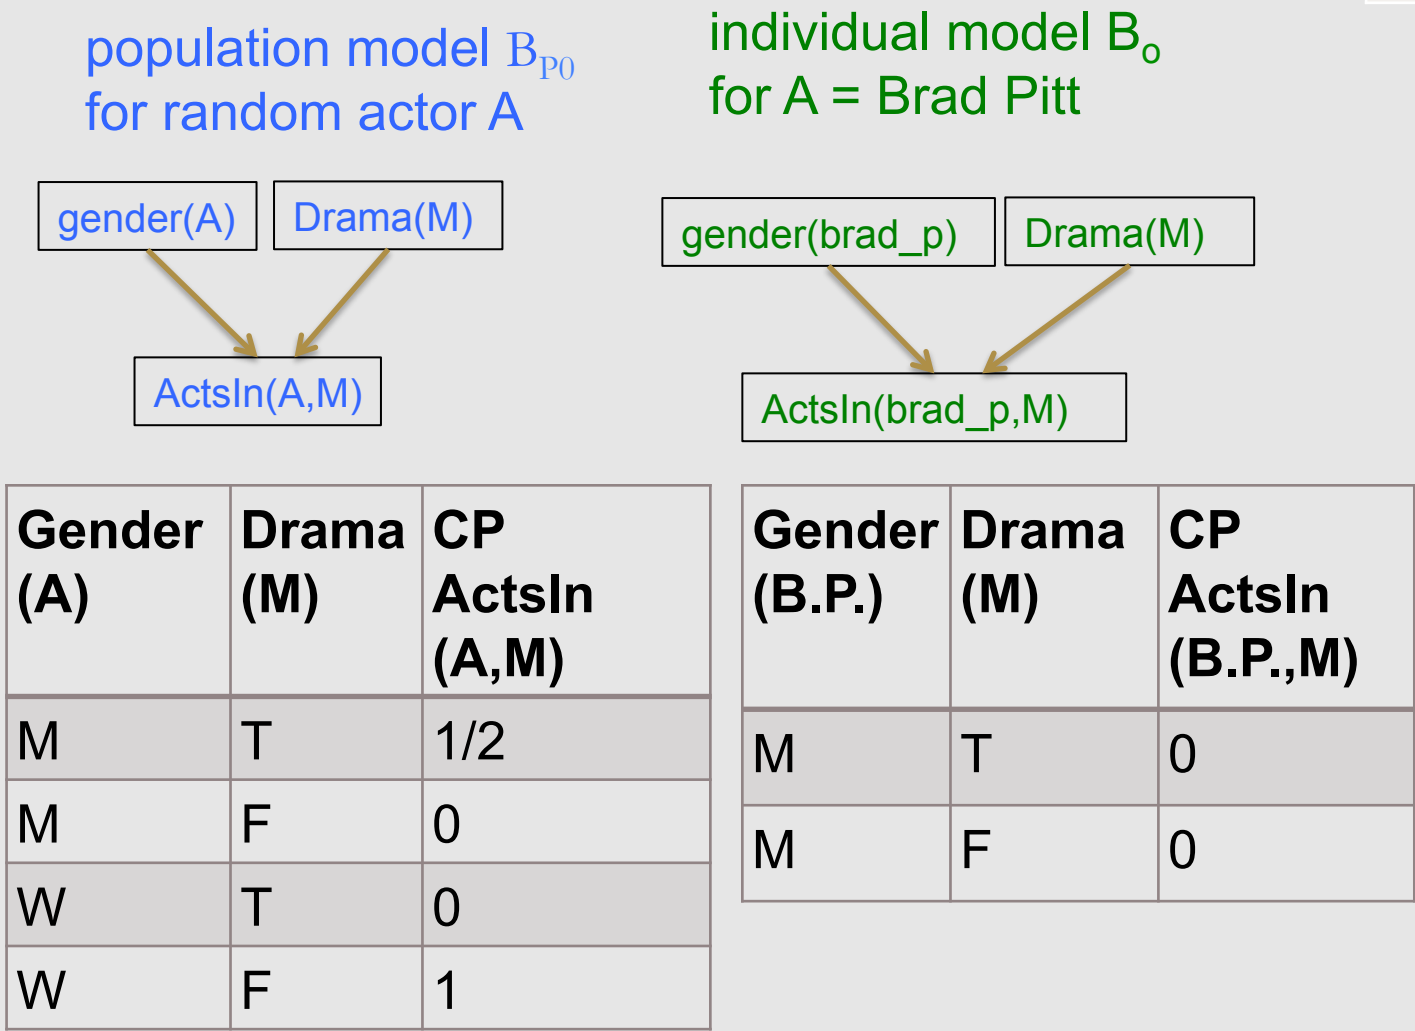 population model B_P0
for random actor A
individual model B_o
for A = Brad Pitt
gender(A)
Drama(M)
ActsIn(A,M)
gender(brad_p)
Drama(M)
ActsIn(brad_p,M)
Gender (A) Drama (M) CP ActsIn (A,M)
M T 1/2
M F 0
W T 0
W F 1
Gender (B.P.) Drama (M) CP ActsIn (B.P.,M)
M T 0
M F 0